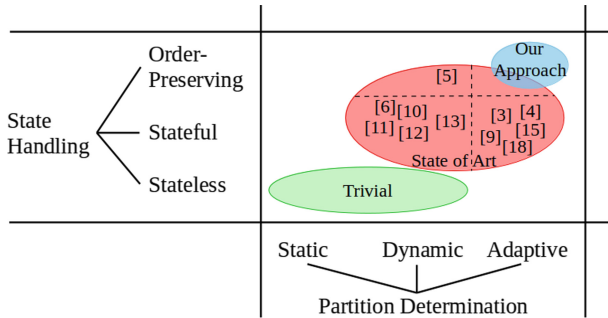 Order-
Preserving
State
Handling
Stateful
Stateless
Our
Approach
[5]
[6]
[10]
[11]
[12]
[13]
[3]
[4]
[9]
[15]
[18]
State of Art
Trivial
Static
Dynamic
Adaptive
Partition Determination